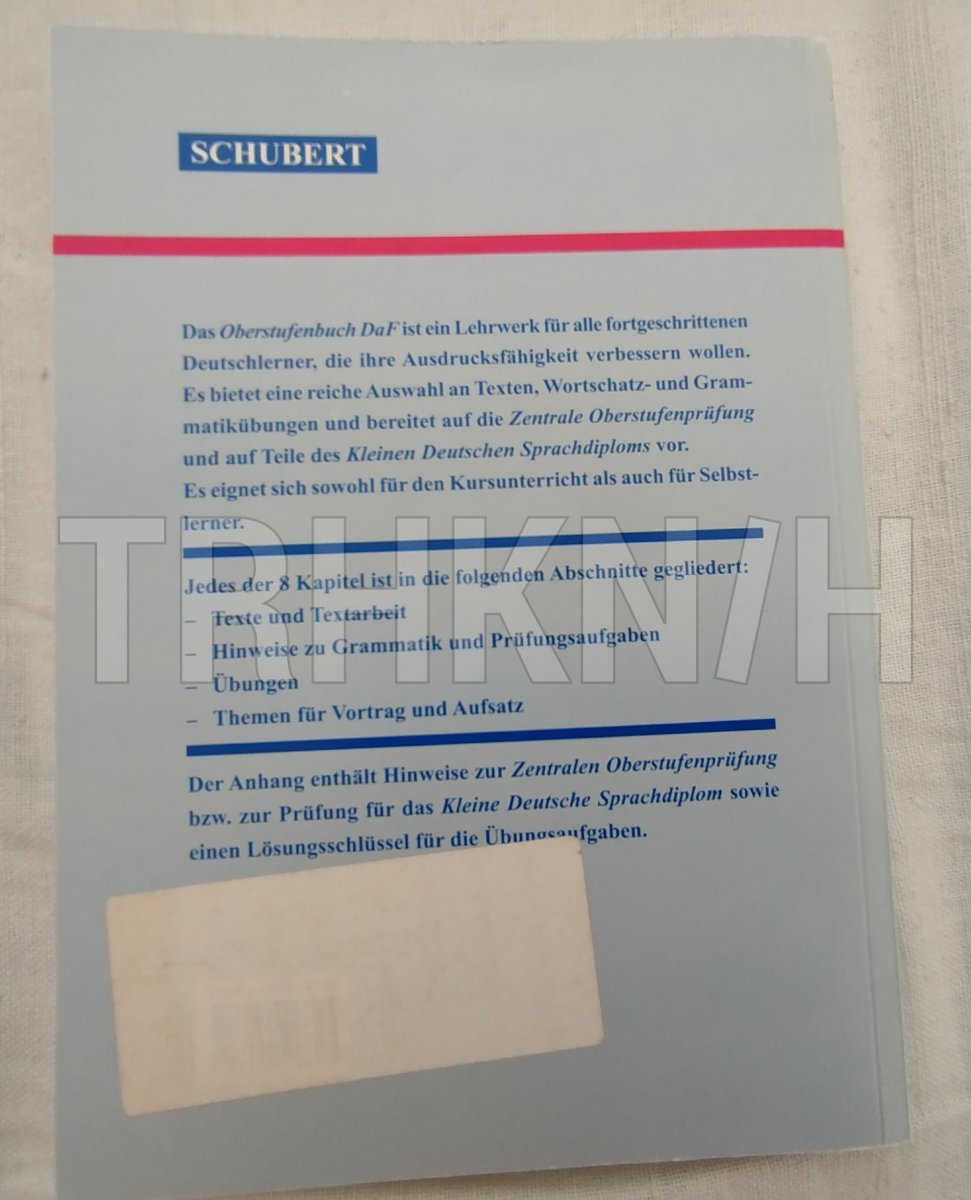 SCHUBERT
Das Oberstufenbuch DaF ist ein Lehrwerk für alle fortgeschrittenen
Deutschlerner, die ihre Ausdrucksfähigkeit verbessern wollen.
Es bietet eine reiche Auswahl an Texten, Wortschatz- und Gram-
matikübungen und bereitet auf die Zentrale Oberstufenprüfung
und auf Teile des Kleinen Deutschen Sprachdiploms vor.
Es eignet sich sowohl für den Kursunterricht als auch für Selbst-
lerner.
TRHKN/H
Jedes der 8 Kapitel ist in die folgenden Abschnitte gegliedert:
– Texte und Textarbeit
– Hinweise zu Grammatik und Prüfungsaufgaben
– Übungen
– Themen für Vortrag und Aufsatz
Der Anhang enthält Hinweise zur Zentralen Oberstufenprüfung
bzw. zur Prüfung für das Kleine Deutsche Sprachdiplom sowie
einen Lösungsschlüssel für die Übungsaufgaben.